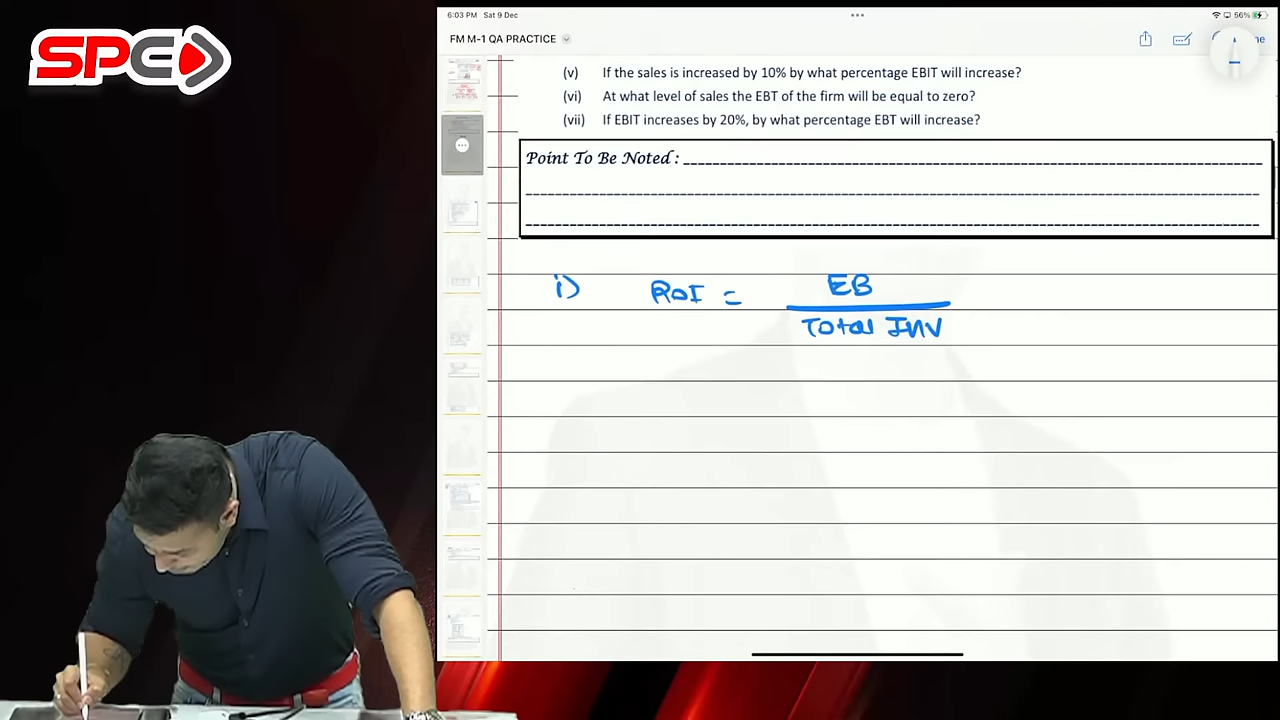 SPC
6:03 PM Sat 9 Dec
56%
FM M-1 QA PRACTICE
(v) If the sales is increased by 10% by what percentage EBIT will increase?
(vi) At what level of sales the EBT of the firm will be equal to zero?
(vii) If EBIT increases by 20%, by what percentage EBT will increase?
Point To Be Noted :
i) ROI = EB
Total INV